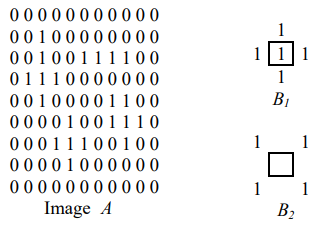 0 0 0 0 0 0 0 0 0 0 0
0 0 1 0 0 0 0 0 0 0 0
0 0 1 0 0 1 1 1 1 0 0
0 1 1 1 0 0 0 0 0 0 0
0 0 1 0 0 0 0 1 1 0 0
0 0 0 0 1 0 0 1 1 1 0
0 0 0 1 1 1 0 0 1 0 0
0 0 0 0 1 0 0 0 0 0 0
0 0 0 0 0 0 0 0 0 0 0
Image A
1
1 1 1
1
B1
1 1
1 1
B2